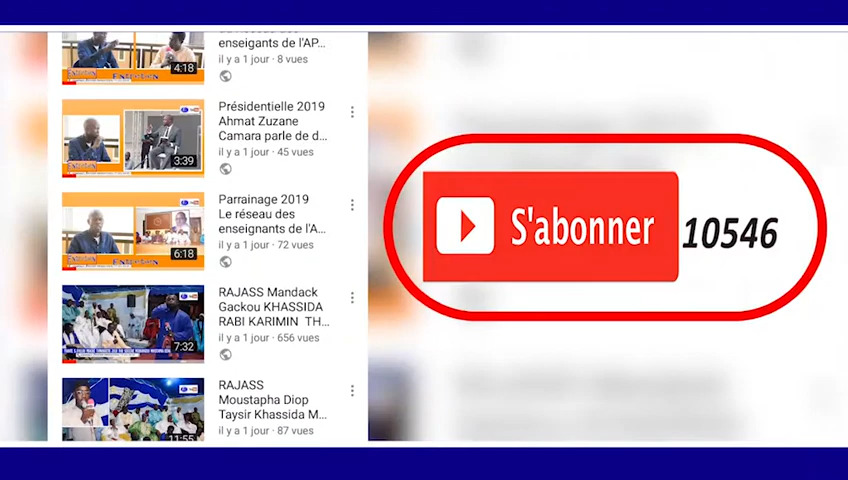 enseigants de l'AP...
il y a 1 jour · 8 vues
4:18
Présidentielle 2019
Ahmat Zuzane
Camara parle de d...
il y a 1 jour · 45 vues
3:39
Parrainage 2019
Le réseau des
enseignants de l'A...
il y a 1 jour · 72 vues
6:18
RAJASS Mandack
Gackou KHASSIDA
RABI KARIMIN TH...
il y a 1 jour · 656 vues
7:32
RAJASS
Moustapha Diop
Taysir Khassida M...
il y a 1 jour · 87 vues
11:55
S'abonner
10546